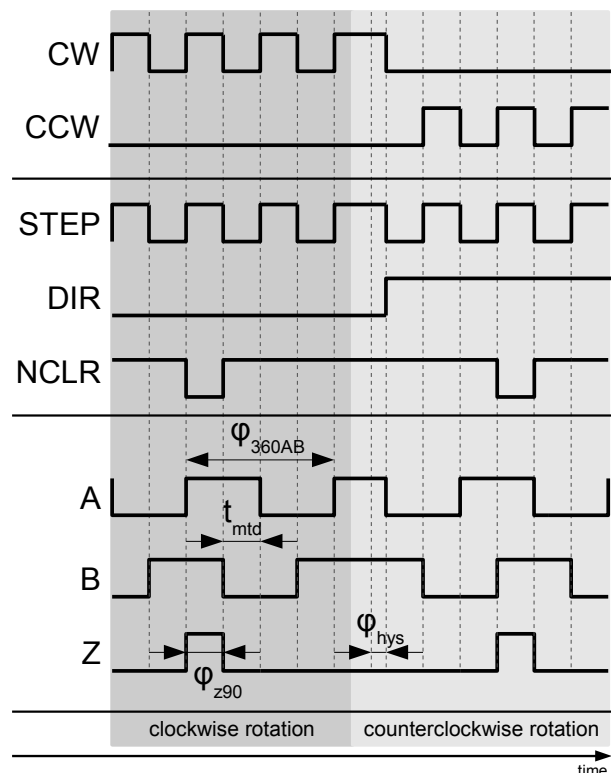 CW
CCW
STEP
DIR
NCLR
φ360AB
A
tmtd
B
φhys
Z
φz90
clockwise rotation
counterclockwise rotation
time